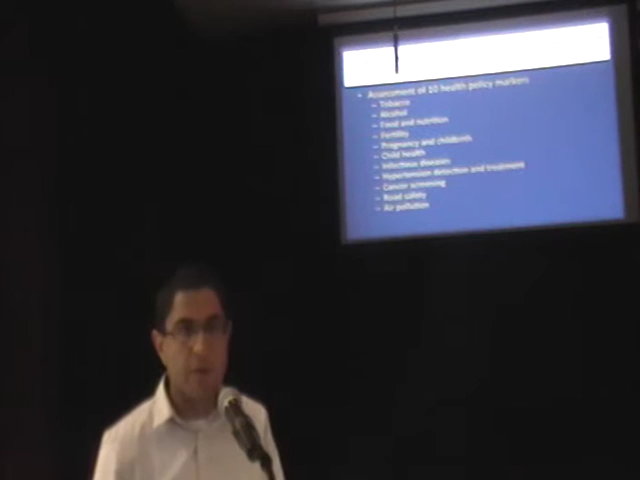 • Assessment of 10 health policy markers
– Tobacco
– Alcohol
– Food and nutrition
– Fertility
– Pregnancy and childbirth
– Child health
– Infectious diseases
– Hypertension detection and treatment
– Cancer screening
– Road safety
– Air pollution